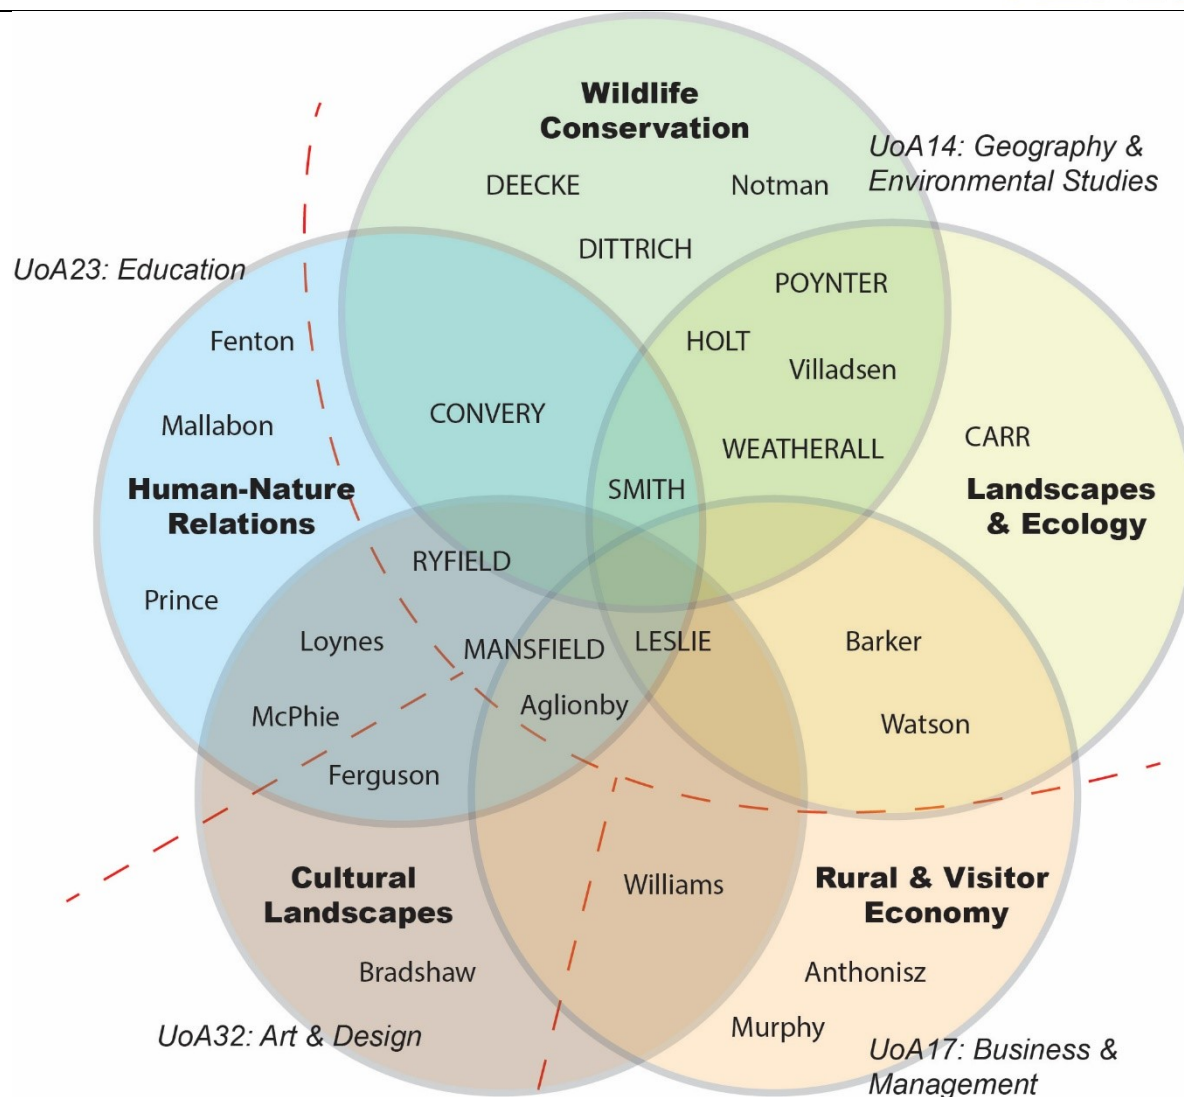 Wildlife
Conservation
UoA14: Geography &
Environmental Studies
DEECKE
Notman
DITTRICH
UoA23: Education
POYNTER
Fenton
HOLT
Villadsen
CONVERY
Mallabon
CARR
WEATHERALL
Human-Nature
Relations
SMITH
Landscapes
& Ecology
RYFIELD
Prince
Loynes
MANSFIELD
LESLIE
Barker
McPhie
Aglionby
Watson
Ferguson
Cultural
Landscapes
Williams
Rural & Visitor
Economy
Bradshaw
Anthonisz
UoA32: Art & Design
Murphy
UoA17: Business &
Management